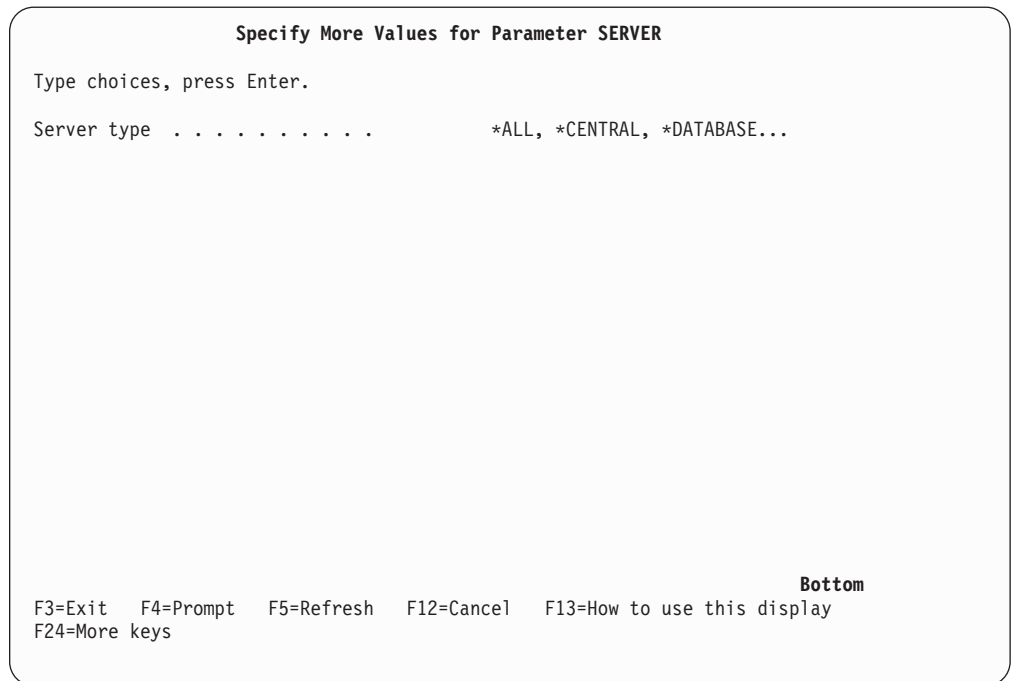 Specify More Values for Parameter SERVER
Type choices, press Enter.
Server type . . . . . . . . . . *ALL, *CENTRAL, *DATABASE...
Bottom
F3=Exit F4=Prompt F5=Refresh F12=Cancel F13=How to use this display
F24=More keys